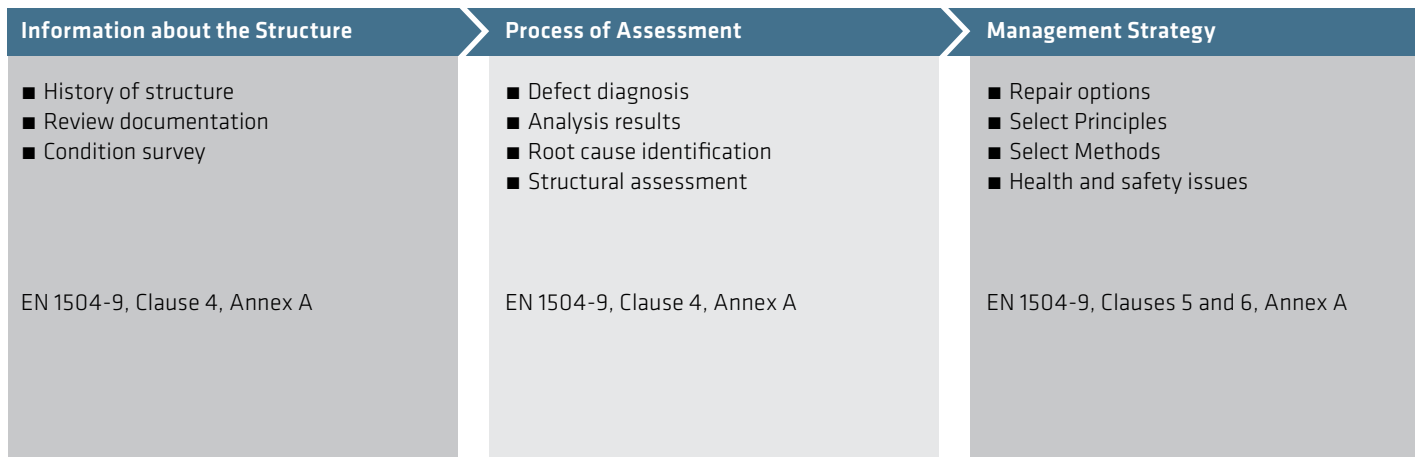 Information about the Structure
■ History of structure
■ Review documentation
■ Condition survey
EN 1504-9, Clause 4, Annex A
Process of Assessment
■ Defect diagnosis
■ Analysis results
■ Root cause identification
■ Structural assessment
EN 1504-9, Clause 4, Annex A
Management Strategy
■ Repair options
■ Select Principles
■ Select Methods
■ Health and safety issues
EN 1504-9, Clauses 5 and 6, Annex A